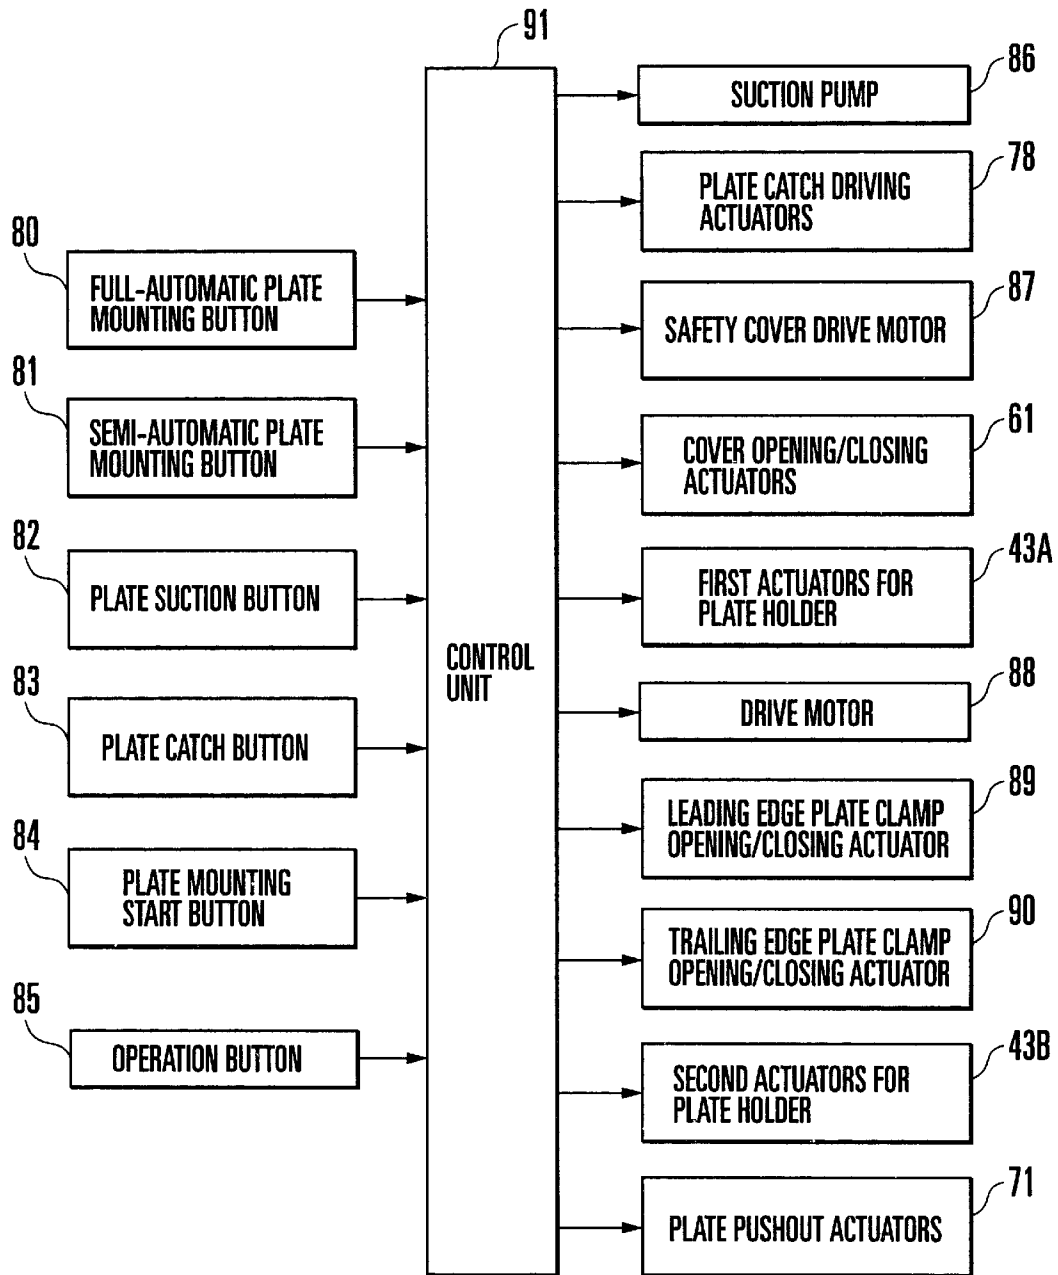 91
86
SUCTION PUMP
78
PLATE CATCH DRIVING
ACTUATORS
80
FULL-AUTOMATIC PLATE
MOUNTING BUTTON
87
SAFETY COVER DRIVE MOTOR
81
SEMI-AUTOMATIC PLATE
MOUNTING BUTTON
61
COVER OPENING/CLOSING
ACTUATORS
82
PLATE SUCTION BUTTON
43A
FIRST ACTUATORS FOR
PLATE HOLDER
CONTROL
UNIT
83
PLATE CATCH BUTTON
88
DRIVE MOTOR
84
PLATE MOUNTING
START BUTTON
89
LEADING EDGE PLATE CLAMP
OPENING/CLOSING ACTUATOR
90
TRAILING EDGE PLATE CLAMP
OPENING/CLOSING ACTUATOR
85
OPERATION BUTTON
43B
SECOND ACTUATORS FOR
PLATE HOLDER
71
PLATE PUSHOUT ACTUATORS